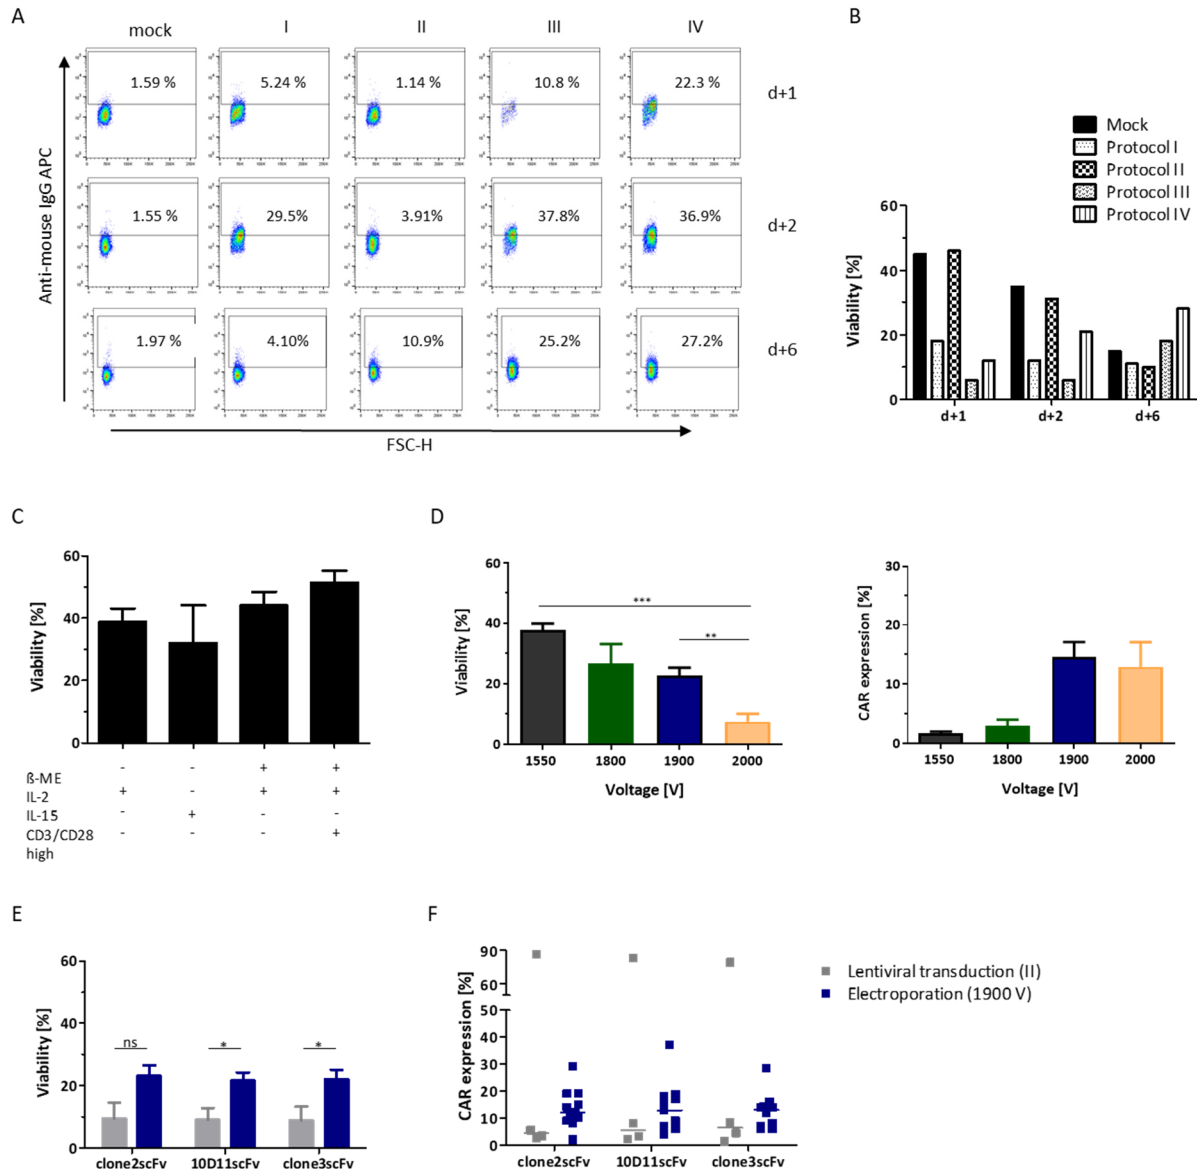 A
mock I II III IV
1.59 % 5.24 % 1.14 % 10.8 % 22.3 % d+1
1.55 % 29.5% 3.91% 37.8% 36.9% d+2
1.97 % 4.10% 10.9% 25.2% 27.2% d+6
Anti-mouse IgG APC
FSC-H
B
Mock
Protocol I
Protocol II
Protocol III
Protocol IV
Viability [%]
60
40
20
0
d+1 d+2 d+6
C
Viability [%]
60
40
20
0
ß-ME - - + +
IL-2 + - + +
IL-15 - + - -
CD3/CD28 - - - +
high
D
Viability [%]
60
40
20
0
***
**
1550 1800 1900 2000
Voltage [V]
CAR expression [%]
30
20
15
5
0
1550 1800 1900 2000
Voltage [V]
E
Viability [%]
60
40
20
0
ns * *
clone2scFv 10D11scFv clone3scFv
F
CAR expression [%]
90
60
50
40
30
20
10
0
clone2scFv 10D11scFv clone3scFv
Lentiviral transduction (II)
Electroporation (1900 V)